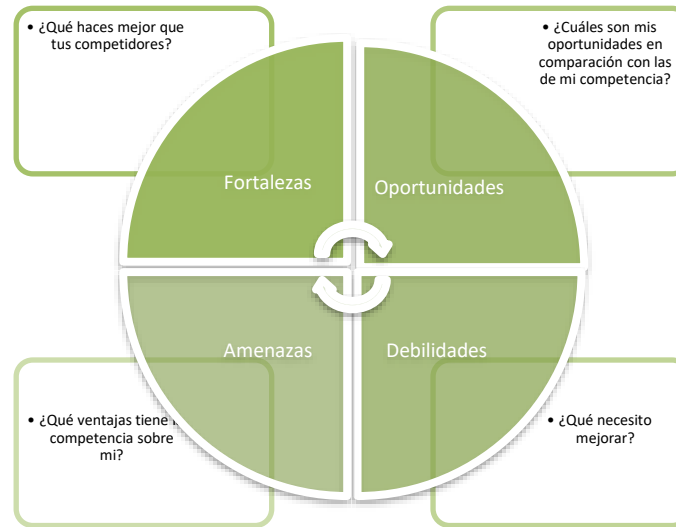 • ¿Qué haces mejor que
tus competidores?
• ¿Cuáles son mis
oportunidades en
comparación con las
de mi competencia?
Fortalezas
Oportunidades
Amenazas
Debilidades
• ¿Qué ventajas tiene
competencia sobre
mi?
• ¿Qué necesito
mejorar?